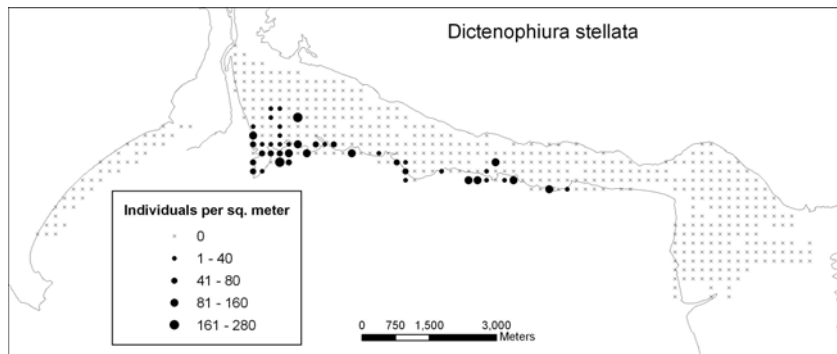 Dictenophiura stellata
Individuals per sq. meter
0
1 - 40
41 - 80
81 - 160
161 - 280
0 750 1,500 3,000
Meters